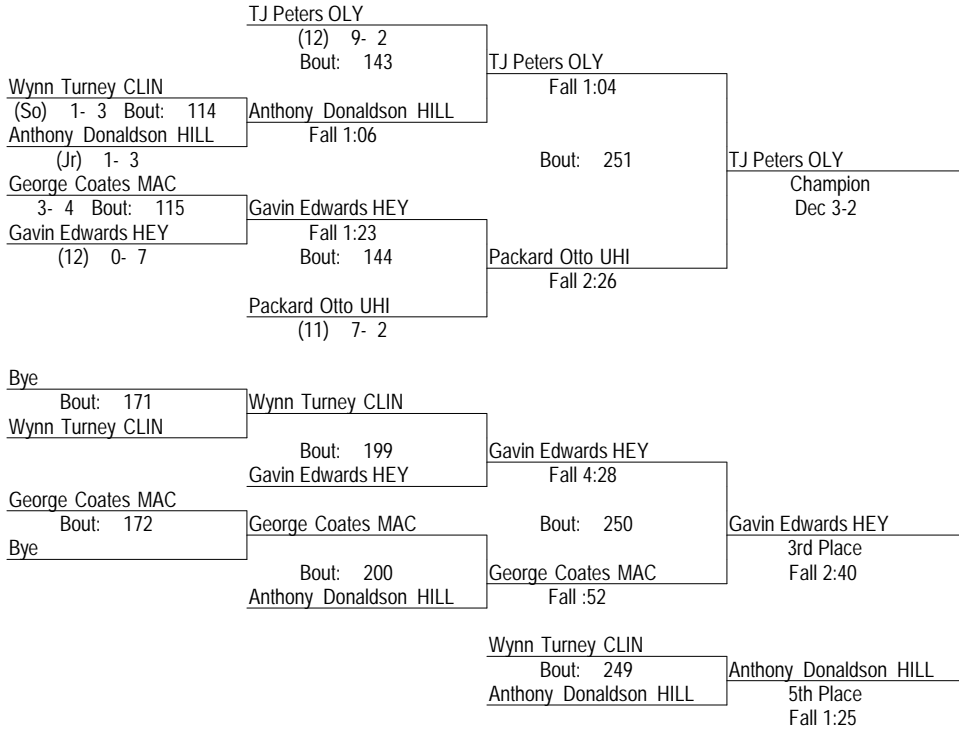 TJ Peters OLY
(12) 9- 2
Bout: 143
TJ Peters OLY
Fall 1:04
Wynn Turney CLIN
(So) 1- 3 Bout: 114
Anthony Donaldson HILL
Anthony Donaldson HILL
Fall 1:06
(Jr) 1- 3
Bout: 251
TJ Peters OLY
Champion
Dec 3-2
George Coates MAC
3- 4 Bout: 115
Gavin Edwards HEY
Gavin Edwards HEY
Fall 1:23
(12) 0- 7
Bout: 144
Packard Otto UHI
Fall 2:26
Packard Otto UHI
(11) 7- 2
Bye
Bout: 171
Wynn Turney CLIN
Wynn Turney CLIN
Bout: 199
Gavin Edwards HEY
Gavin Edwards HEY
Fall 4:28
George Coates MAC
Bout: 172
George Coates MAC
Bout: 250
Gavin Edwards HEY
Bye
3rd Place
Bout: 200
George Coates MAC
Fall 2:40
Anthony Donaldson HILL
Fall :52
Wynn Turney CLIN
Bout: 249
Anthony Donaldson HILL
Anthony Donaldson HILL
5th Place
Fall 1:25